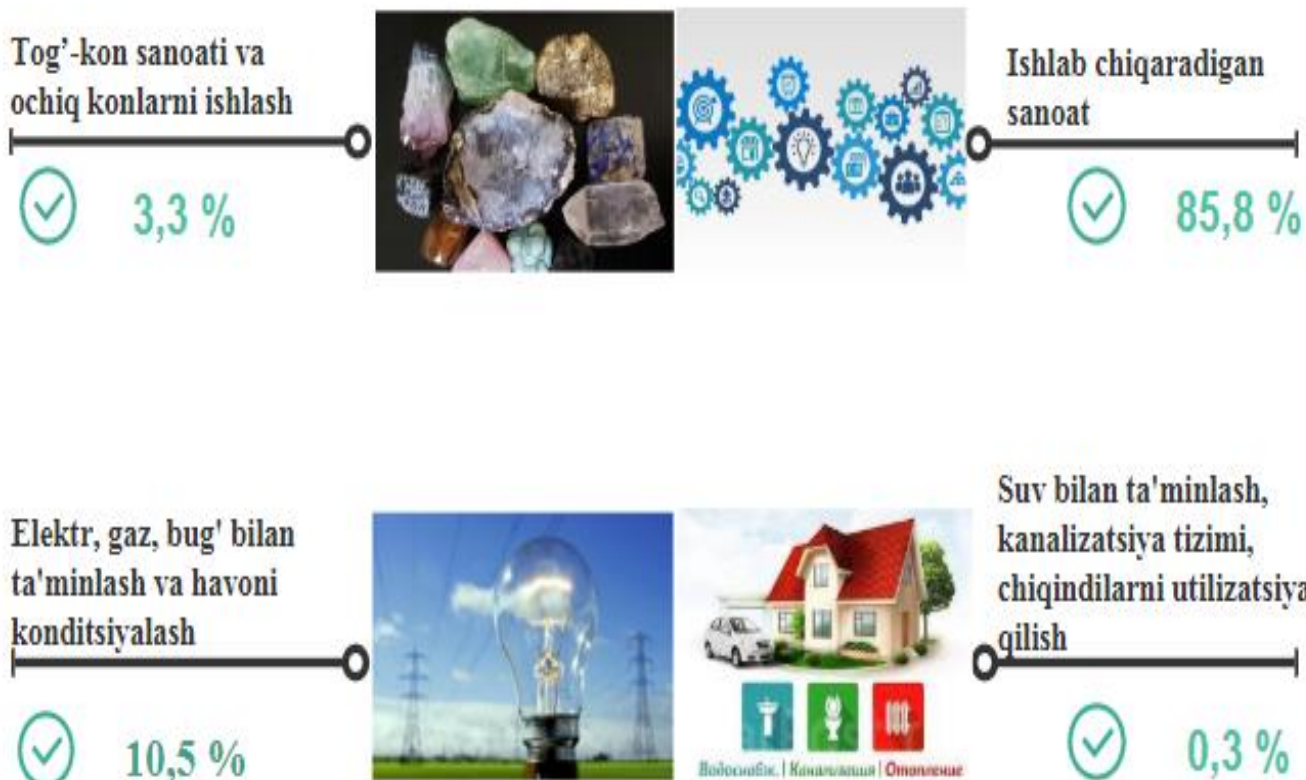 Tog’-kon sanoati va
ochiq konlarni ishlash
3,3 %
Ishlab chiqaradigan
sanoat
85,8 %
Elektr, gaz, bug' bilan
ta'minlash va havoni
konditsiyalash
10,5 %
Suv bilan ta'minlash,
kanalizatsiya tizimi,
chiqindilarni utilizatsiya
qilish
0,3 %
Водоснабж. | Канализация | Отопление